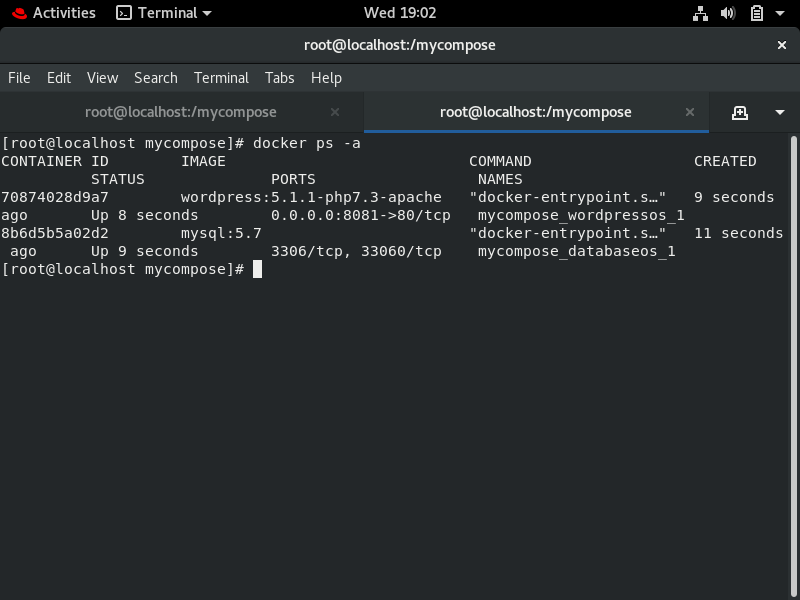 Activities Terminal Wed 19:02
root@localhost:/mycompose
File Edit View Search Terminal Tabs Help
root@localhost:/mycompose root@localhost:/mycompose
[root@localhost mycompose]# docker ps -a
CONTAINER ID        IMAGE                           COMMAND                  CREATED
          STATUS              PORTS                  NAMES
70874028d9a7        wordpress:5.1.1-php7.3-apache   "docker-entrypoint.s…"   9 seconds
ago       Up 8 seconds        0.0.0.0:8081->80/tcp   mycompose_wordpressos_1
8b6d5b5a02d2        mysql:5.7                       "docker-entrypoint.s…"   11 seconds
 ago      Up 9 seconds        3306/tcp, 33060/tcp    mycompose_databaseos_1
[root@localhost mycompose]#